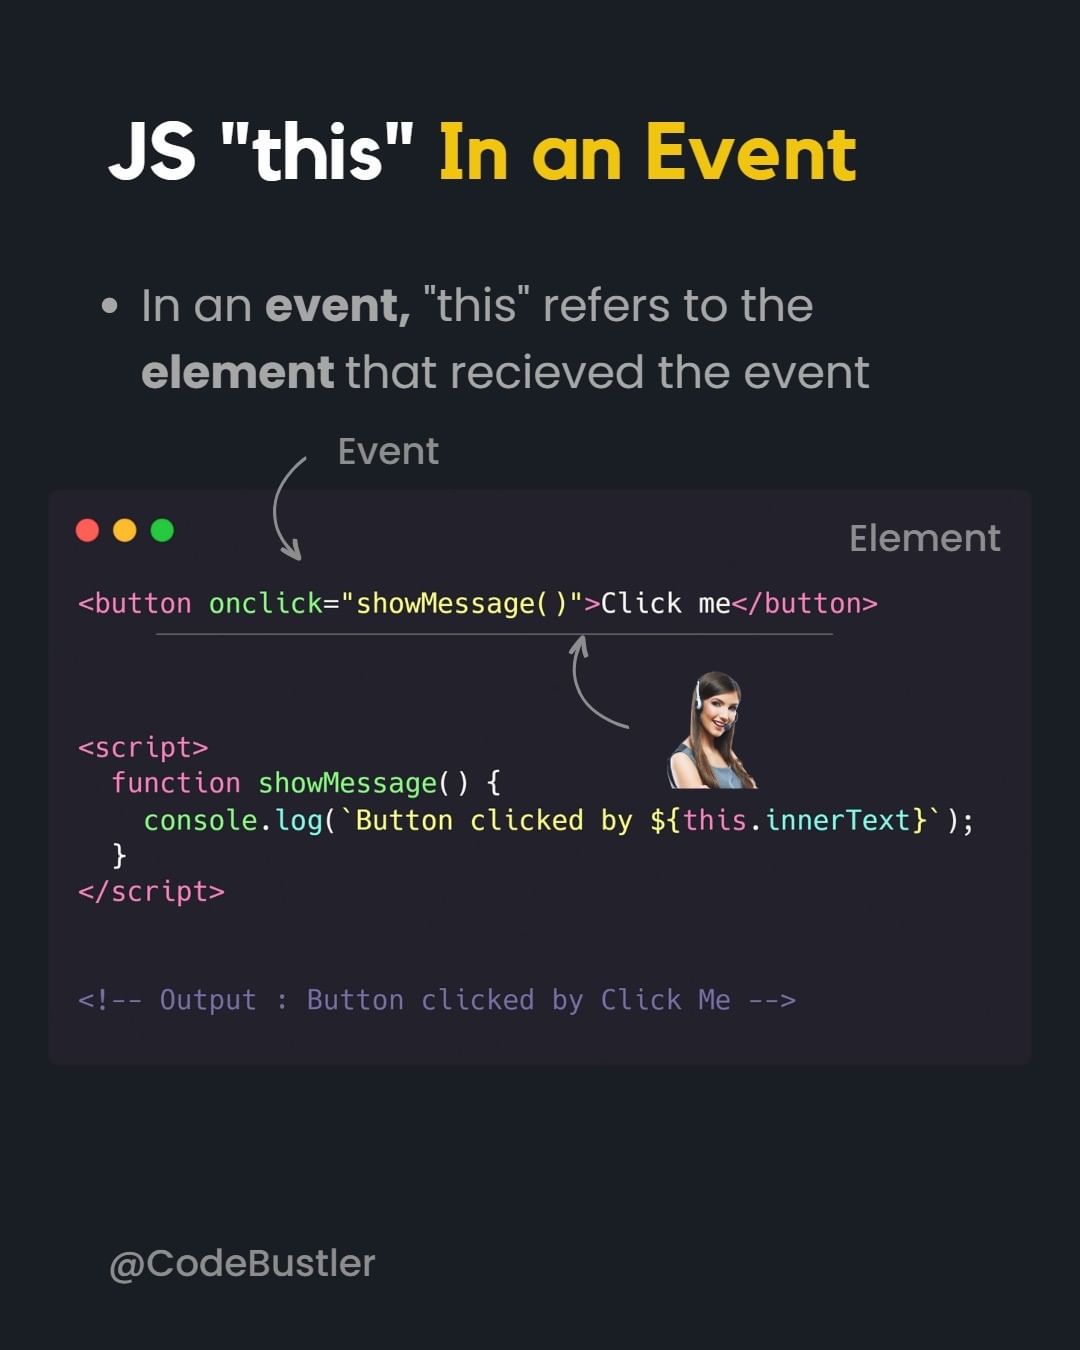 JS "this" In an Event
• In an event, "this" refers to the
element that recieved the event
Event
Element
<button onclick="showMessage()">Click me</button>
<script>
  function showMessage() {
    console.log(`Button clicked by ${this.innerText}`);
  }
</script>
<!-- Output : Button clicked by Click Me -->
@CodeBustler